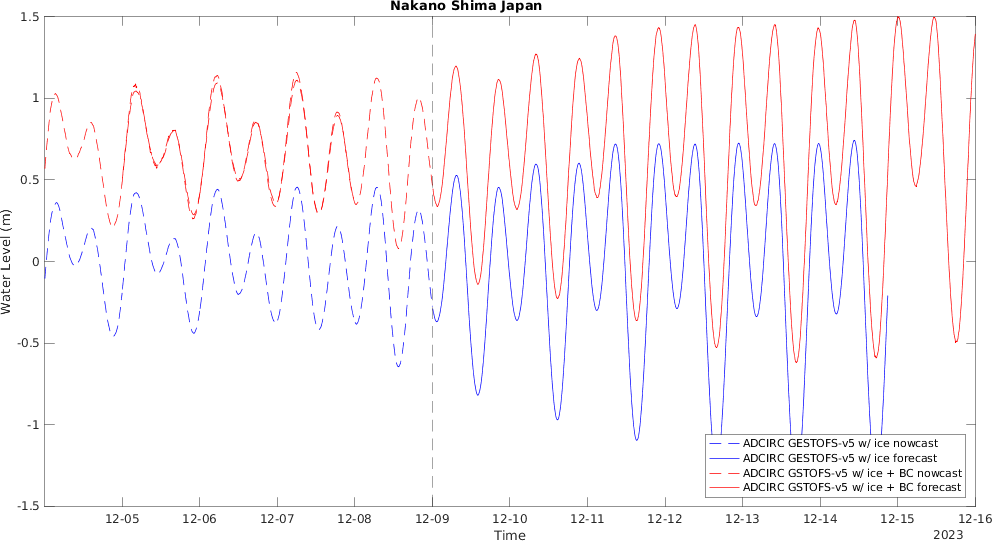 Nakano Shima Japan
1.5
1
0.5
0
-0.5
-1
-1.5
Water Level (m)
ADCIRC GESTOFS-v5 w/ ice nowcast
ADCIRC GESTOFS-v5 w/ ice forecast
ADCIRC GSTOFS-v5 w/ ice + BC nowcast
ADCIRC GSTOFS-v5 w/ ice + BC forecast
12-05 12-06 12-07 12-08 12-09 12-10 12-11 12-12 12-13 12-14 12-15 12-16
Time
2023